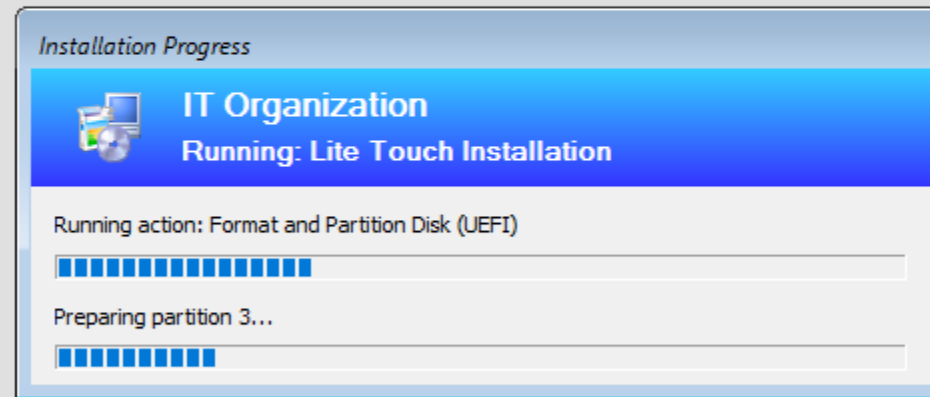 Installation Progress
IT Organization
Running: Lite Touch Installation
Running action: Format and Partition Disk (UEFI)
Preparing partition 3...